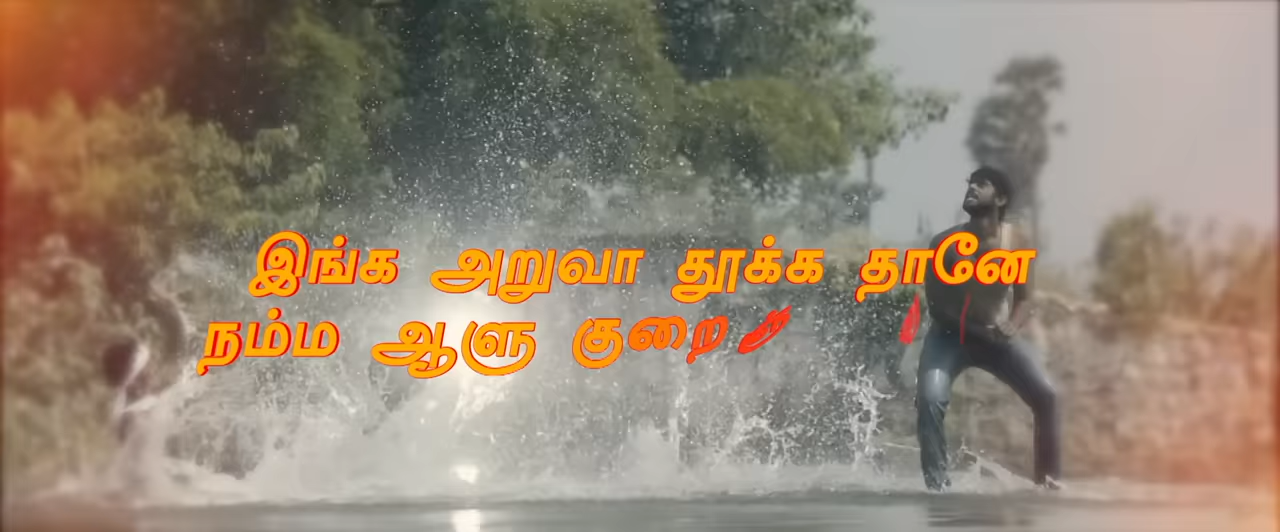 இங்க அறுவா தூக்க தானே
நம்ம ஆளு குறை